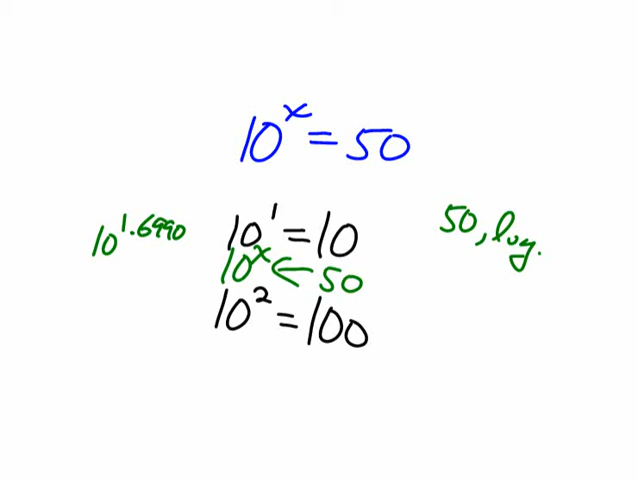 10^x = 50
10^1.6990
10^1 = 10
50, log.
10^x ← 50
10^2 = 100